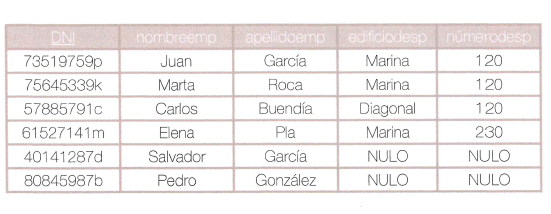 DNI nombreemp apellidoemp edificiodesp númerodesp
73519759p Juan García Marina 120
75645339k Marta Roca Marina 120
57885791c Carlos Buendía Diagonal 120
61527141m Elena Pla Marina 230
40141287d Salvador García NULO NULO
80845987b Pedro González NULO NULO